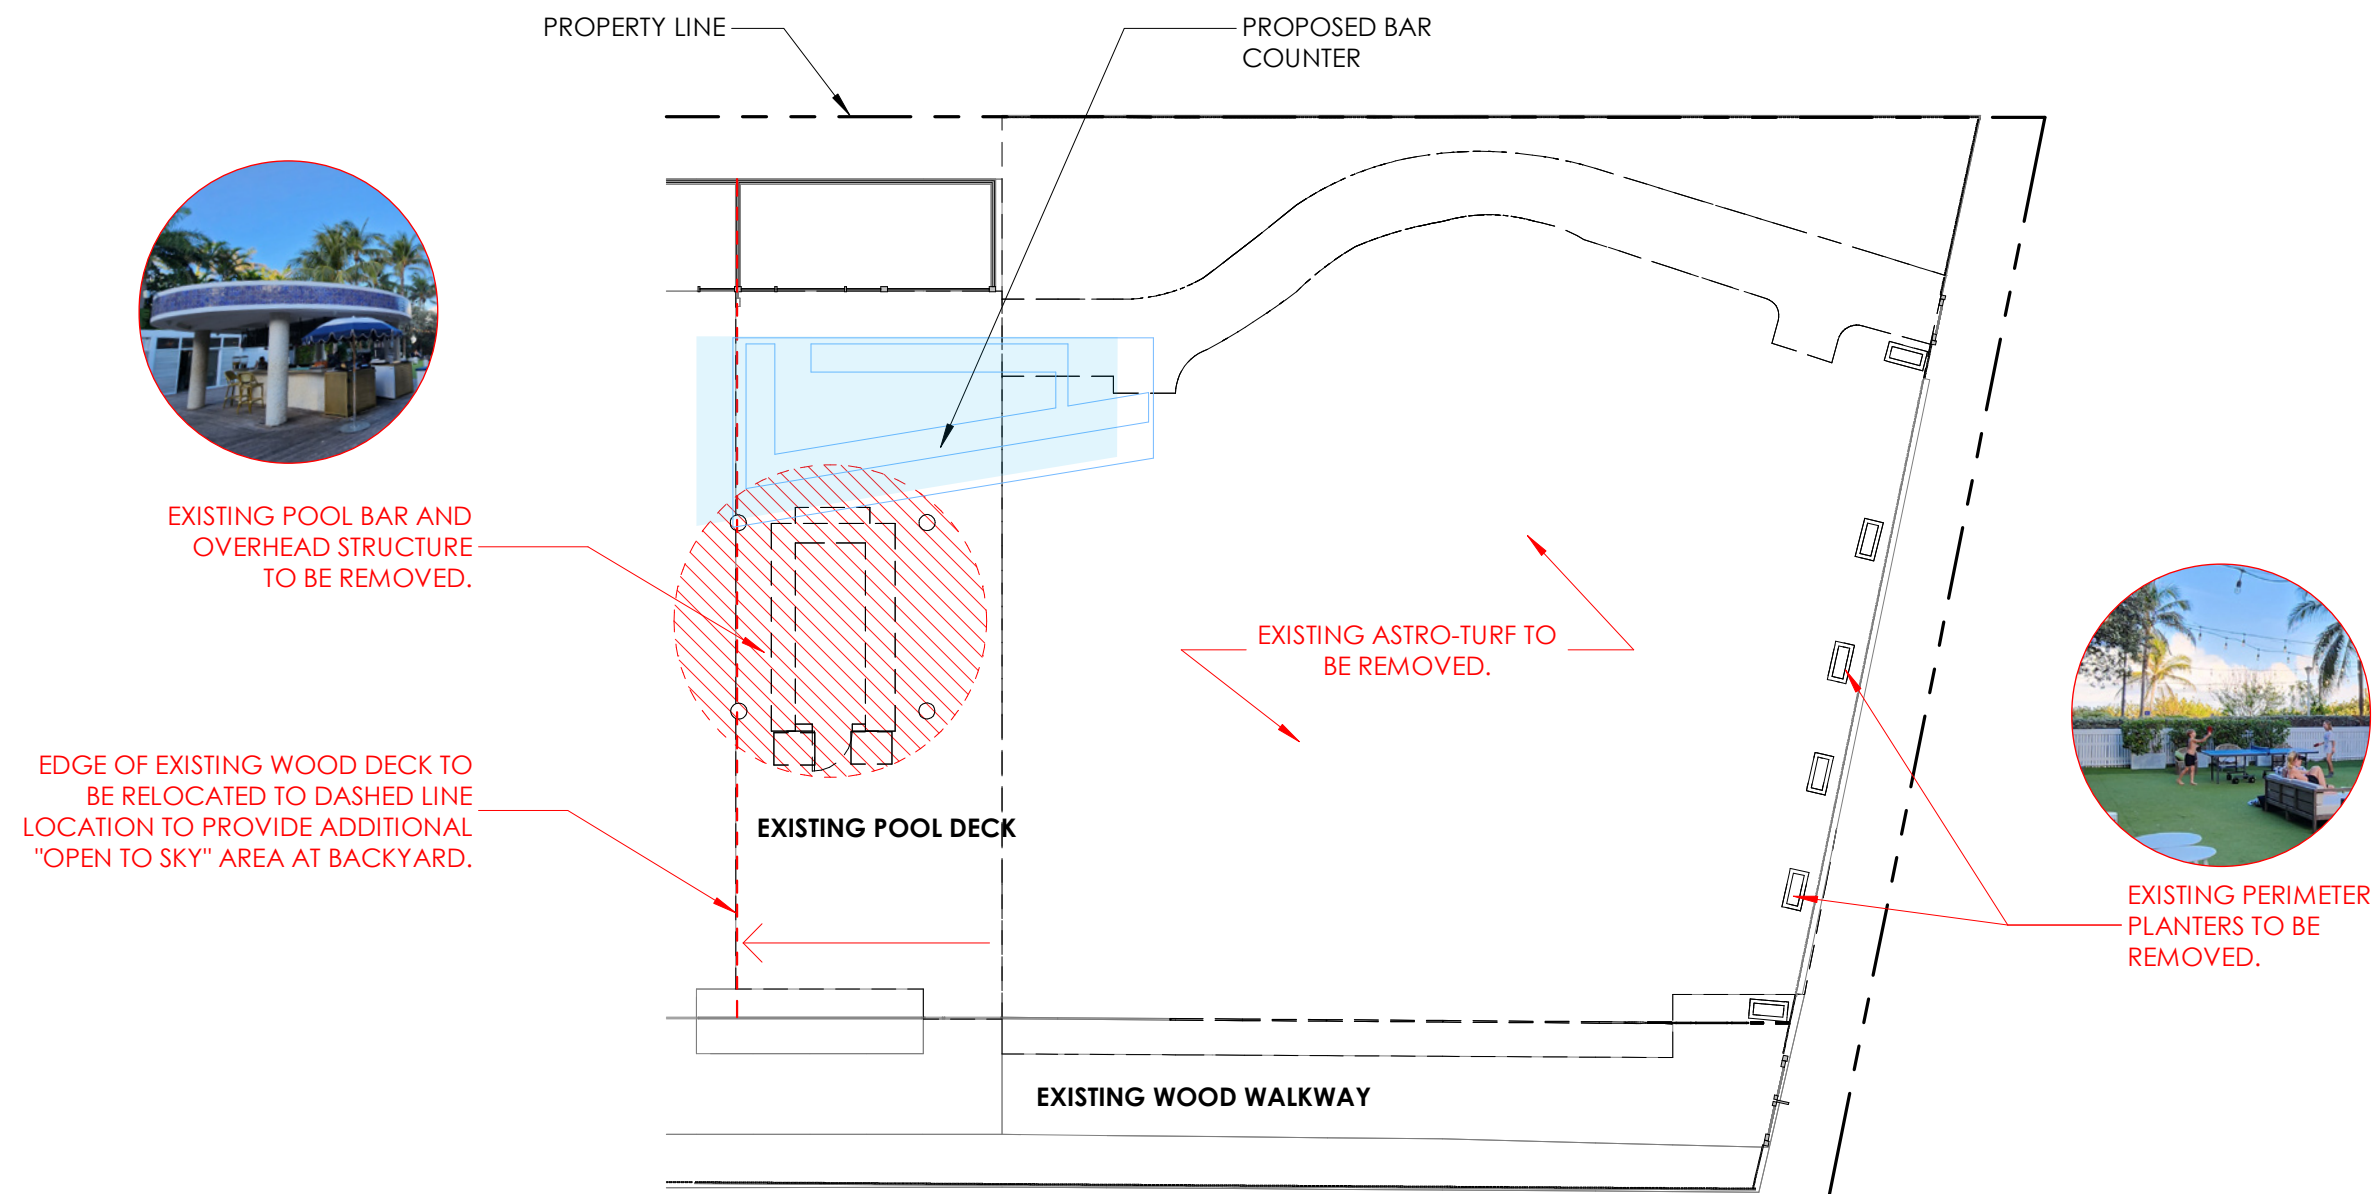 PROPERTY LINE
PROPOSED BAR
COUNTER
EXISTING POOL BAR AND
OVERHEAD STRUCTURE
TO BE REMOVED.
EXISTING ASTRO-TURF TO
BE REMOVED.
EDGE OF EXISTING WOOD DECK TO
BE RELOCATED TO DASHED LINE
LOCATION TO PROVIDE ADDITIONAL
"OPEN TO SKY" AREA AT BACKYARD.
EXISTING POOL DECK
EXISTING PERIMETER
PLANTERS TO BE
REMOVED.
EXISTING WOOD WALKWAY